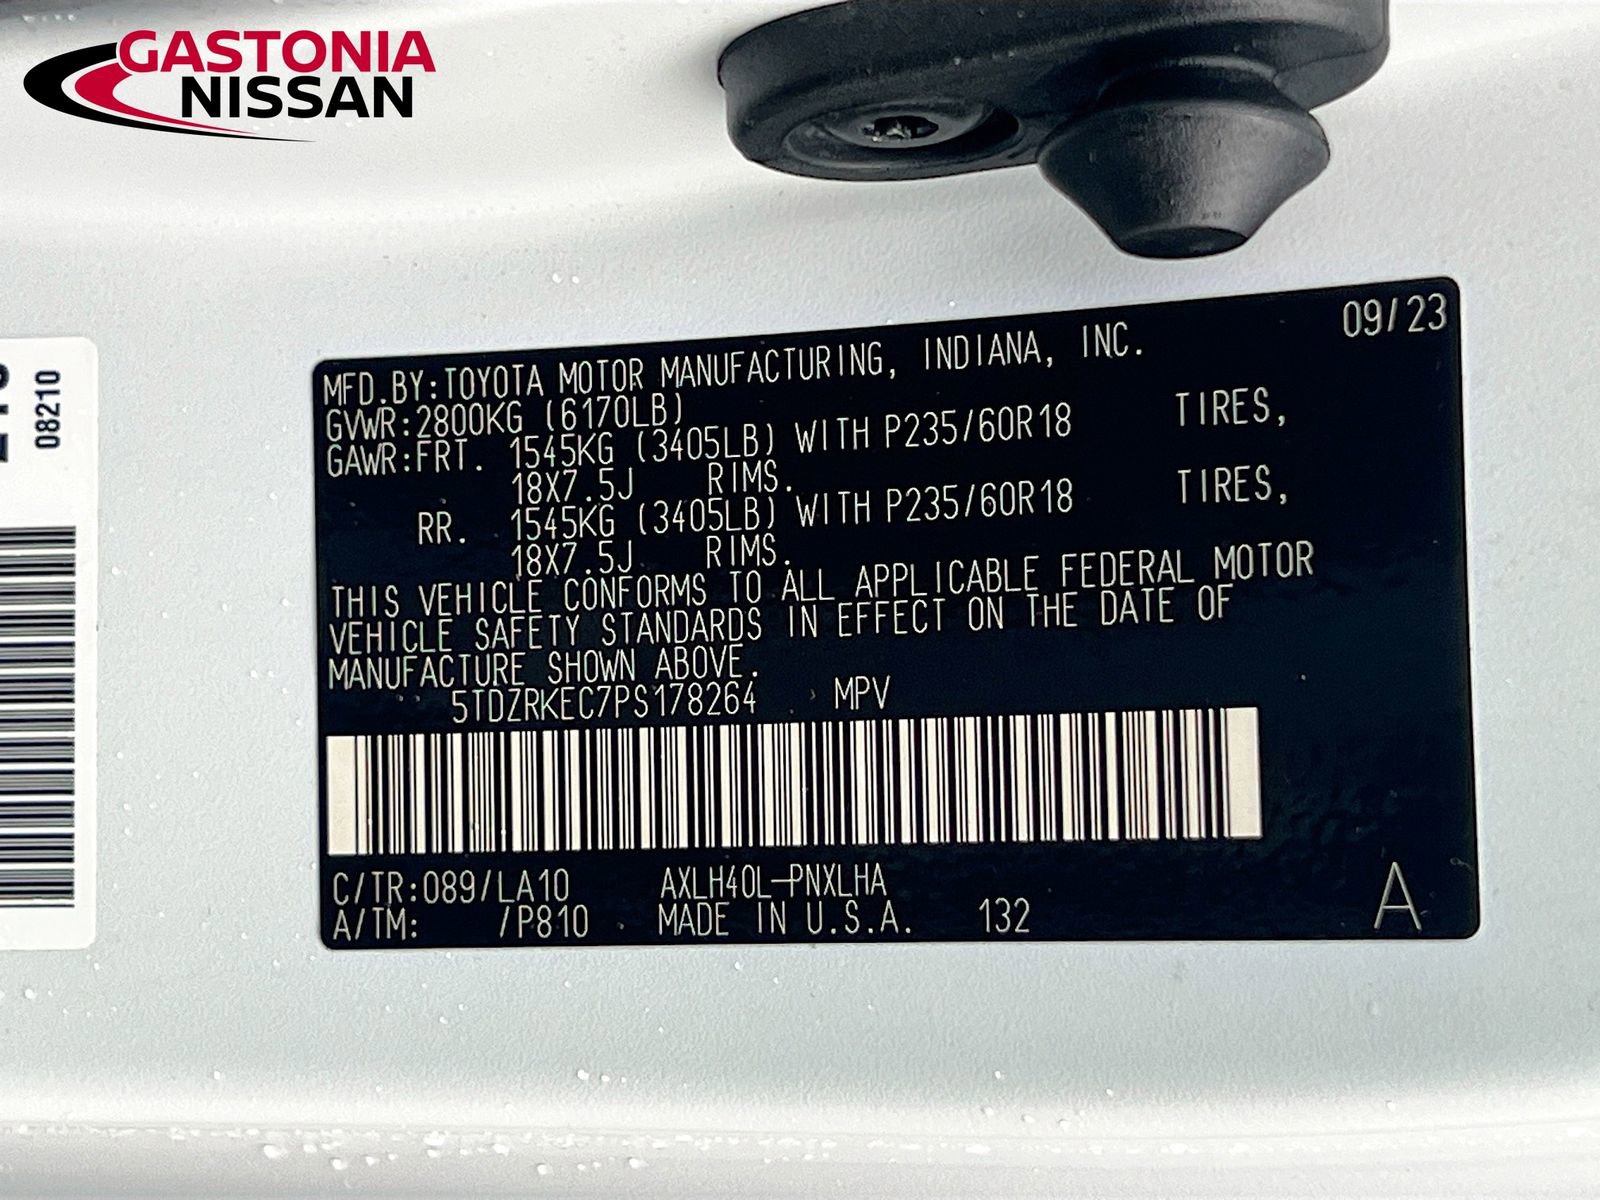 GASTONIA
NISSAN
08210
09/23
MFD.BY:TOYOTA MOTOR MANUFACTURING, INDIANA, INC.
GVWR:2800KG (6170LB)
GAWR:FRT. 1545KG (3405LB) WITH P235/60R18 TIRES,
18X7.5J RIMS.
RR. 1545KG (3405LB) WITH P235/60R18 TIRES,
18X7.5J RIMS.
THIS VEHICLE CONFORMS TO ALL APPLICABLE FEDERAL MOTOR
VEHICLE SAFETY STANDARDS IN EFFECT ON THE DATE OF
MANUFACTURE SHOWN ABOVE.
5TDZRKEC7PS178264 MPV
C/TR:089/LA10 AXLH40L-PNXLHA
A/TM: /P810 MADE IN U.S.A. 132
A